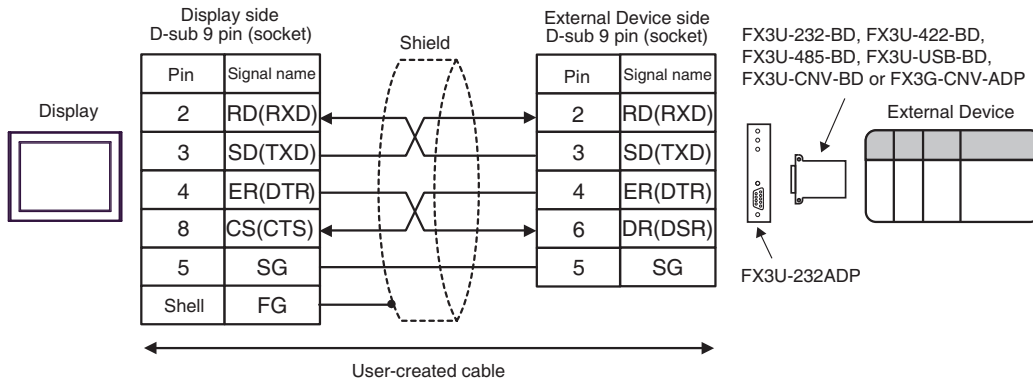 Display side
D-sub 9 pin (socket)
Shield
External Device side
D-sub 9 pin (socket)
FX3U-232-BD, FX3U-422-BD,
FX3U-485-BD, FX3U-USB-BD,
FX3U-CNV-BD or FX3G-CNV-ADP
Display
External Device
Pin Signal name
2 RD(RXD)
3 SD(TXD)
4 ER(DTR)
8 CS(CTS)
5 SG
Shell FG
Pin Signal name
2 RD(RXD)
3 SD(TXD)
4 ER(DTR)
6 DR(DSR)
5 SG
FX3U-232ADP
User-created cable